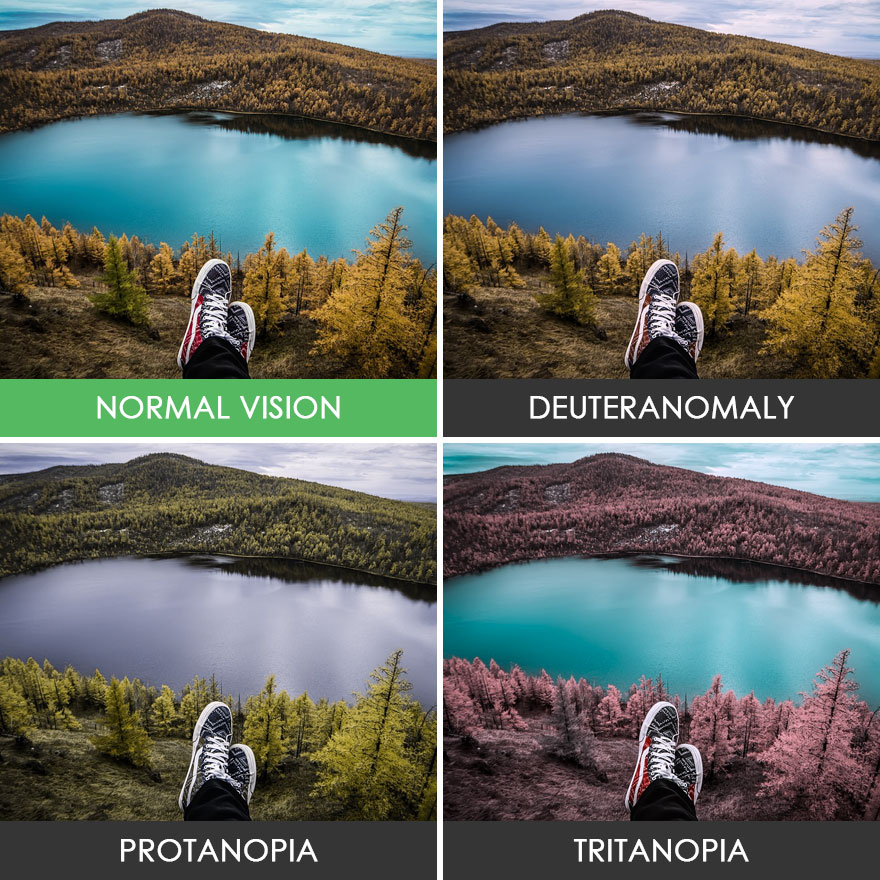 NORMAL VISION
DEUTERANOMALY
PROTANOPIA
TRITANOPIA